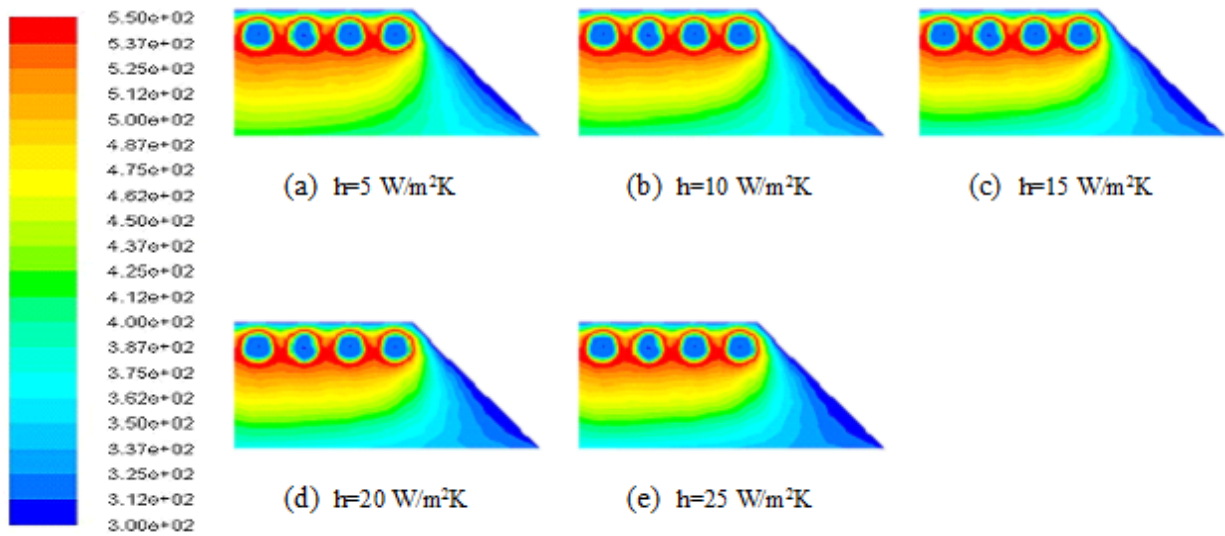 5.50e+02
5.37e+02
5.25e+02
5.12e+02
5.00e+02
4.87e+02
4.75e+02
4.62e+02
4.50e+02
4.37e+02
4.25e+02
4.12e+02
4.00e+02
3.87e+02
3.75e+02
3.62e+02
3.50e+02
3.37e+02
3.25e+02
3.12e+02
3.00e+02
(a) h=5 W/m²K
(b) h=10 W/m²K
(c) h=15 W/m²K
(d) h=20 W/m²K
(e) h=25 W/m²K